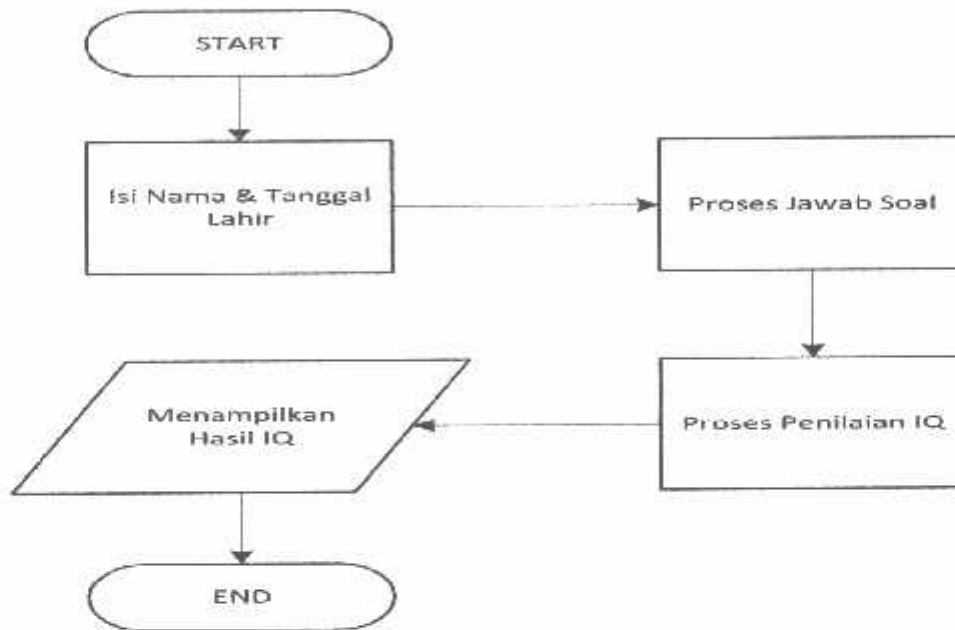 START
Isi Nama & Tanggal
Lahir
Proses Jawab Soal
Proses Penilaian IQ
Menampilkan
Hasil IQ
END